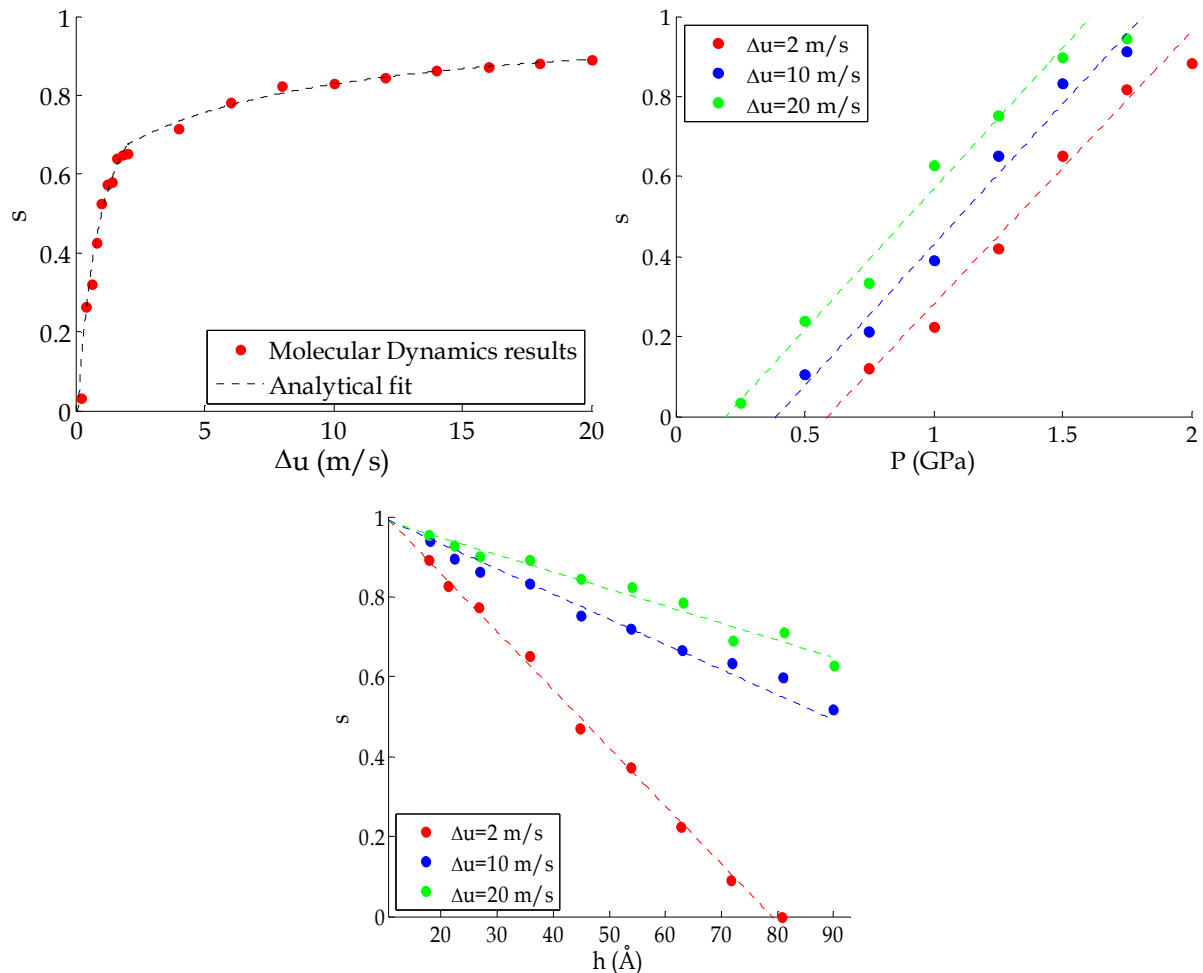 1
0.8
0.6
0.4
0.2
0
s
0 5 10 15 20
Δu (m/s)
Molecular Dynamics results
Analytical fit
1
0.8
0.6
0.4
0.2
0
s
0 0.5 1 1.5 2
P (GPa)
Δu=2 m/s
Δu=10 m/s
Δu=20 m/s
1
0.8
0.6
0.4
0.2
0
s
20 30 40 50 60 70 80 90
h (Å)
Δu=2 m/s
Δu=10 m/s
Δu=20 m/s